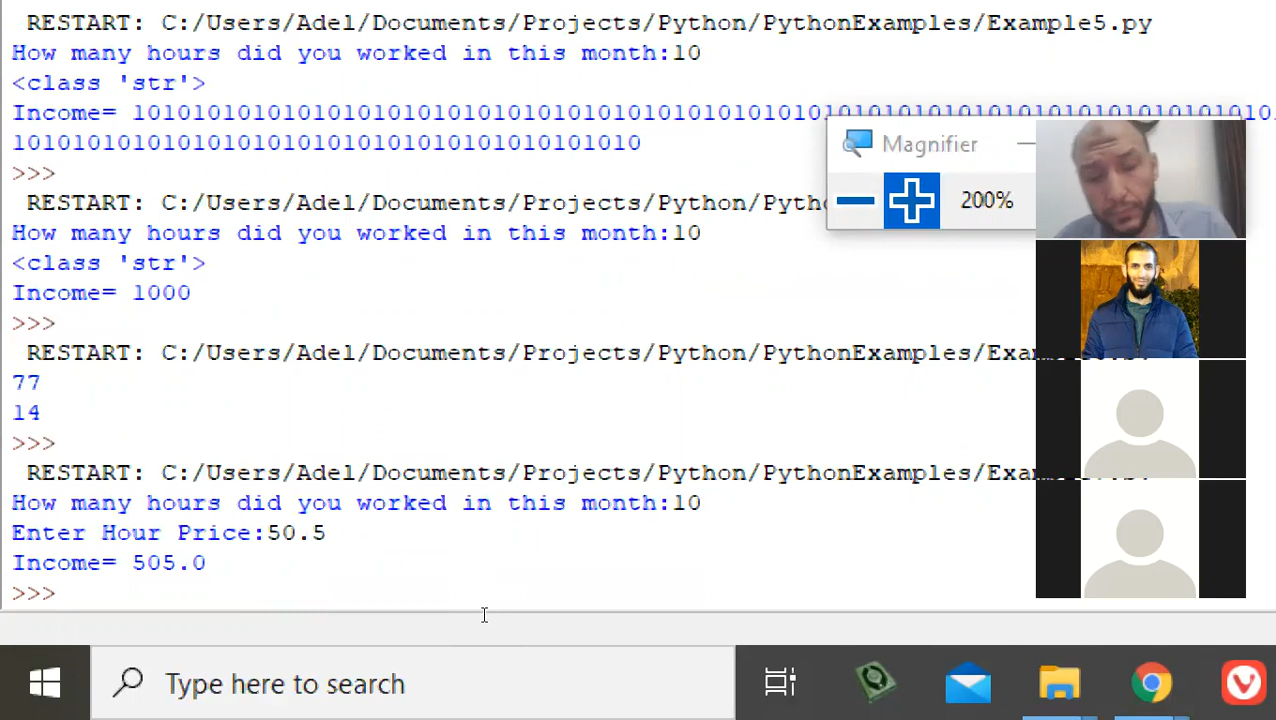 RESTART: C:/Users/Adel/Documents/Projects/Python/PythonExamples/Example5.py
How many hours did you worked in this month:10
<class 'str'>
Income= 10101010101010101010101010101010101010101010101010101010101010101010101010
101010101010101010101010101010101010101010
>>>
RESTART: C:/Users/Adel/Documents/Projects/Python/
How many hours did you worked in this month:10
<class 'str'>
Income= 1000
>>>
RESTART: C:/Users/Adel/Documents/Projects/Python/PythonExamples/
77
14
>>>
RESTART: C:/Users/Adel/Documents/Projects/Python/PythonExamples/
How many hours did you worked in this month:10
Enter Hour Price:50.5
Income= 505.0
>>>
Magnifier
200%
Type here to search